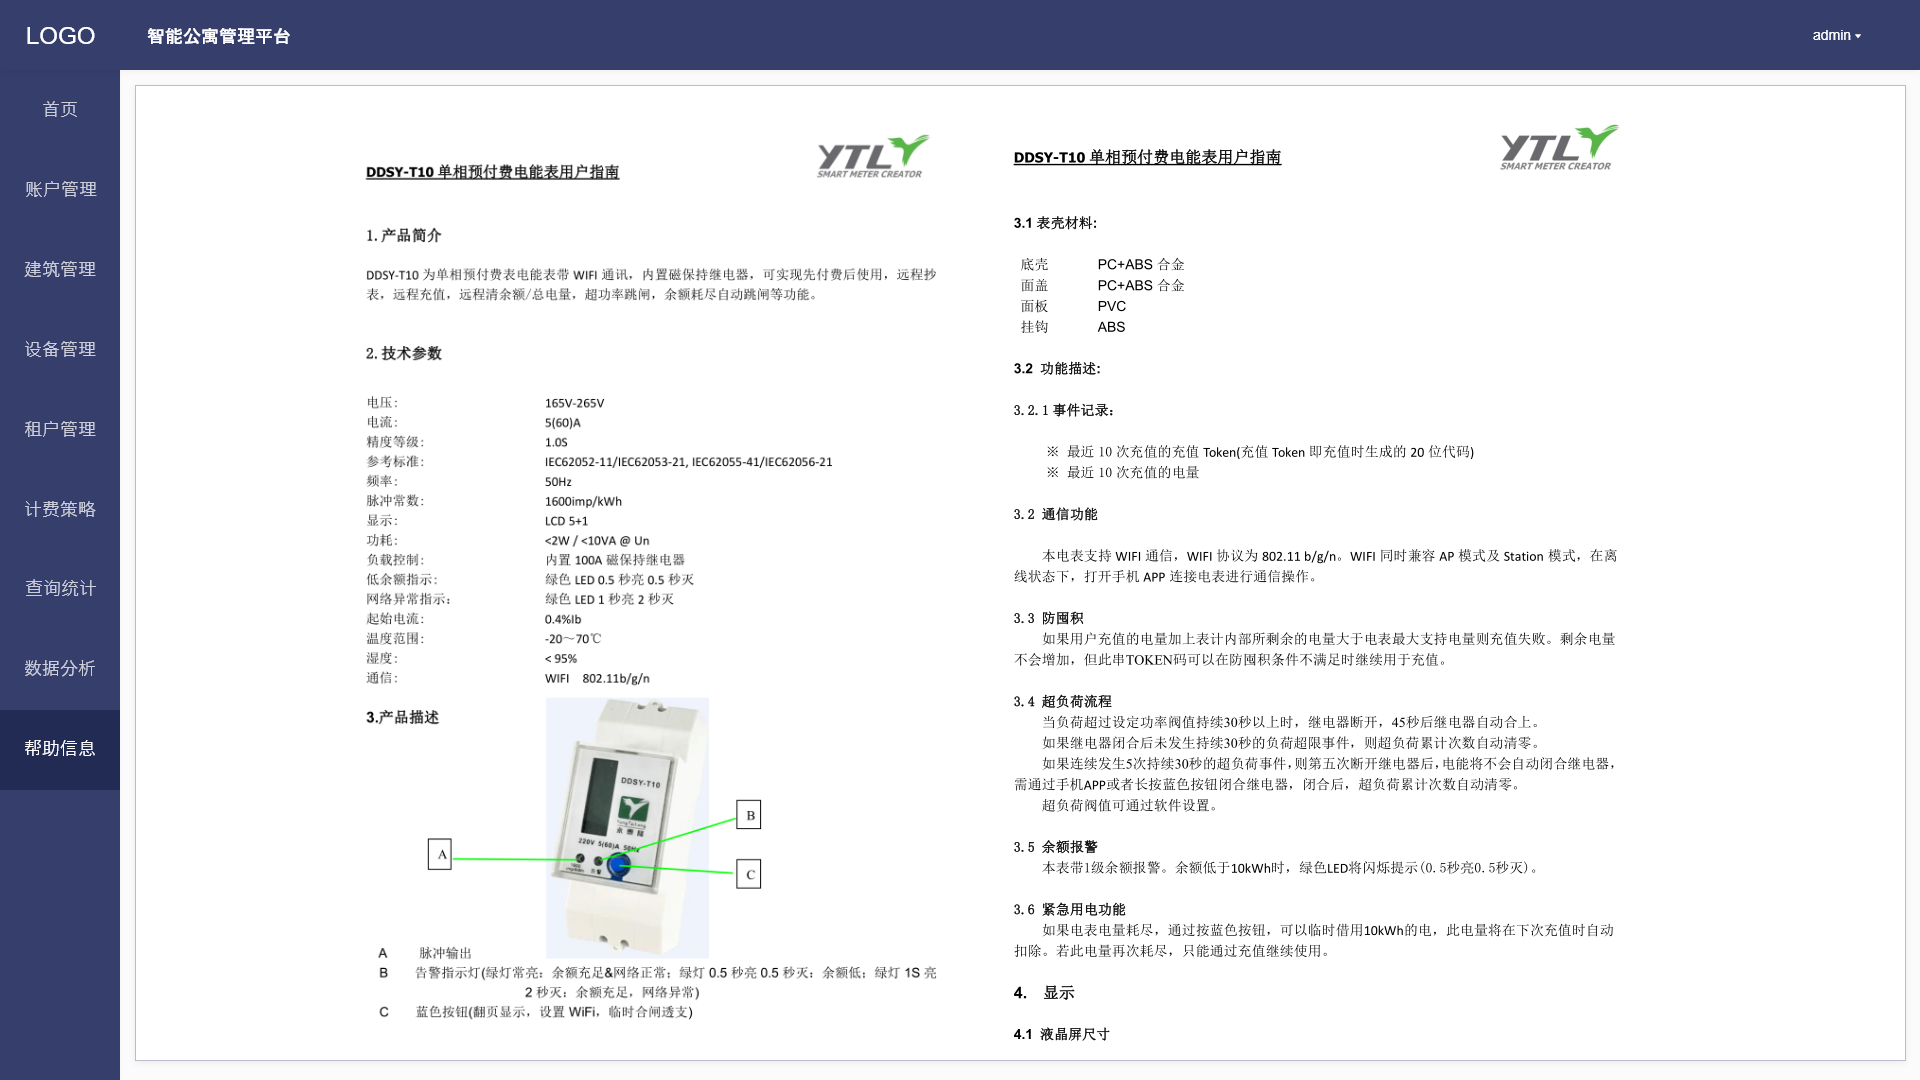 LOGO
智能公寓管理平台
admin
首页
账户管理
建筑管理
设备管理
租户管理
计费策略
查询统计
数据分析
帮助信息
DDSY-T10 单相预付费电能表用户指南
YTL
SMART METER CREATOR
1. 产品简介
DDSY-T10 为单相预付费表电能表带 WIFI 通讯，内置磁保持继电器，可实现先付费后使用，远程抄
表，远程充值，远程清余额/总电量，超功率跳闸，余额耗尽自动跳闸等功能。
2. 技术参数
电压： 165V-265V
电流： 5(60)A
精度等级： 1.0S
参考标准： IEC62052-11/IEC62053-21, IEC62055-41/IEC62056-21
频率： 50Hz
脉冲常数： 1600imp/kWh
显示： LCD 5+1
功耗： <2W / <10VA @ Un
负载控制： 内置 100A 磁保持继电器
低余额指示： 绿色 LED 0.5 秒亮 0.5 秒灭
网络异常指示： 绿色 LED 1 秒亮 2 秒灭
起始电流： 0.4%Ib
温度范围： -20～70℃
湿度： < 95%
通信： WIFI 802.11b/g/n
3.产品描述
DDSY-T10
永泰隆
220V 5(60)A 50Hz
告警
A
B
C
A 脉冲输出
B 告警指示灯(绿灯常亮：余额充足&网络正常；绿灯 0.5 秒亮 0.5 秒灭：余额低；绿灯 1S 亮
2 秒灭：余额充足，网络异常)
C 蓝色按钮(翻页显示，设置 WiFi，临时合闸透支)
DDSY-T10 单相预付费电能表用户指南
YTL
SMART METER CREATOR
3.1 表壳材料:
底壳 PC+ABS 合金
面盖 PC+ABS 合金
面板 PVC
挂钩 ABS
3.2 功能描述:
3.2.1 事件记录：
※ 最近 10 次充值的充值 Token(充值 Token 即充值时生成的 20 位代码)
※ 最近 10 次充值的电量
3.2 通信功能
本电表支持 WIFI 通信，WIFI 协议为 802.11 b/g/n。WIFI 同时兼容 AP 模式及 Station 模式，在离
线状态下，打开手机 APP 连接电表进行通信操作。
3.3 防囤积
如果用户充值的电量加上表计内部所剩余的电量大于电表最大支持电量则充值失败。剩余电量
不会增加，但此串TOKEN码可以在防囤积条件不满足时继续用于充值。
3.4 超负荷流程
当负荷超过设定功率阀值持续30秒以上时，继电器断开，45秒后继电器自动合上。
如果继电器闭合后未发生持续30秒的负荷超限事件，则超负荷累计次数自动清零。
如果连续发生5次持续30秒的超负荷事件，则第五次断开继电器后，电能将不会自动闭合继电器，
需通过手机APP或者长按蓝色按钮闭合继电器，闭合后，超负荷累计次数自动清零。
超负荷阀值可通过软件设置。
3.5 余额报警
本表带1级余额报警。余额低于10kWh时，绿色LED将闪烁提示(0.5秒亮0.5秒灭)。
3.6 紧急用电功能
如果电表电量耗尽，通过按蓝色按钮，可以临时借用10kWh的电，此电量将在下次充值时自动
扣除。若此电量再次耗尽，只能通过充值继续使用。
4. 显示
4.1 液晶屏尺寸